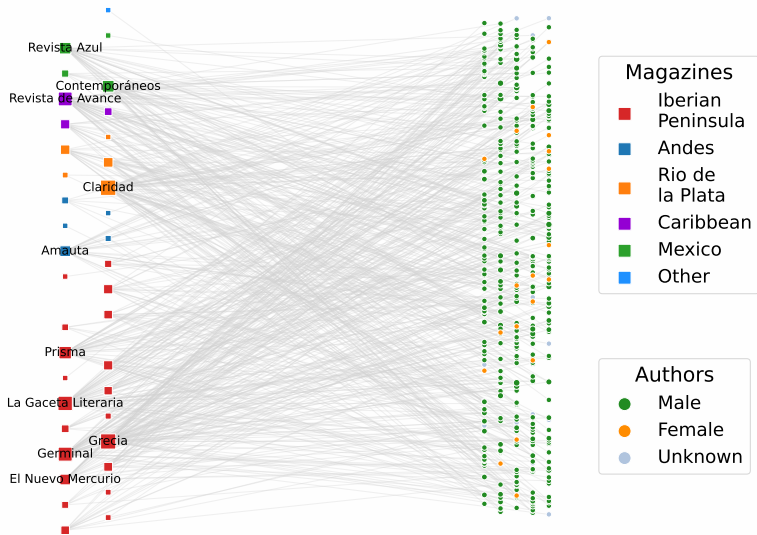 Revista Azul
Contemporáneos
Revista de Avance
Claridad
Amauta
Prisma
La Gaceta Literaria
Grecia
Germinal
El Nuevo Mercurio
Magazines
Iberian
Peninsula
Andes
Rio de
la Plata
Caribbean
Mexico
Other
Authors
Male
Female
Unknown